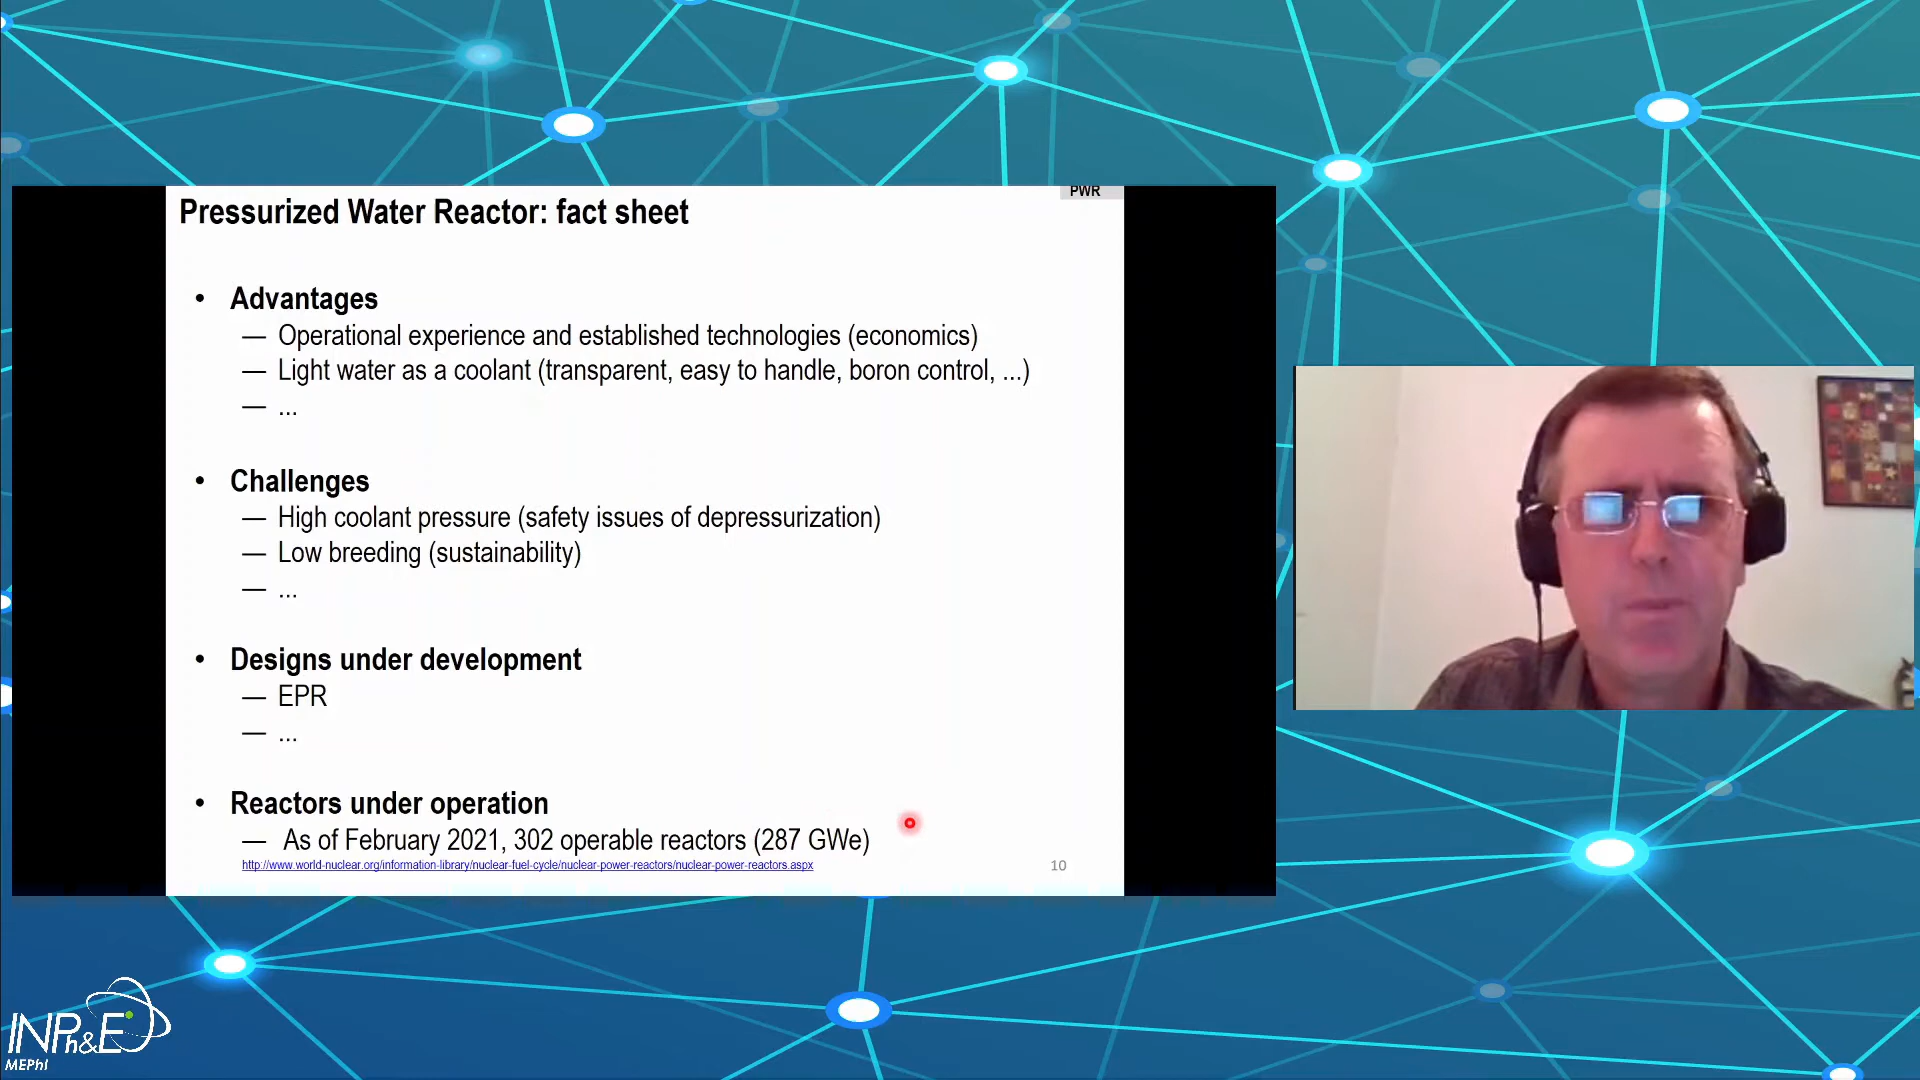 PWR
Pressurized Water Reactor: fact sheet
• Advantages
— Operational experience and established technologies (economics)
— Light water as a coolant (transparent, easy to handle, boron control, ...)
— ...
• Challenges
— High coolant pressure (safety issues of depressurization)
— Low breeding (sustainability)
— ...
• Designs under development
— EPR
— ...
• Reactors under operation
— As of February 2021, 302 operable reactors (287 GWe)
http://www.world-nuclear.org/information-library/nuclear-fuel-cycle/nuclear-power-reactors/nuclear-power-reactors.aspx
10
INPh&E
MEPhI